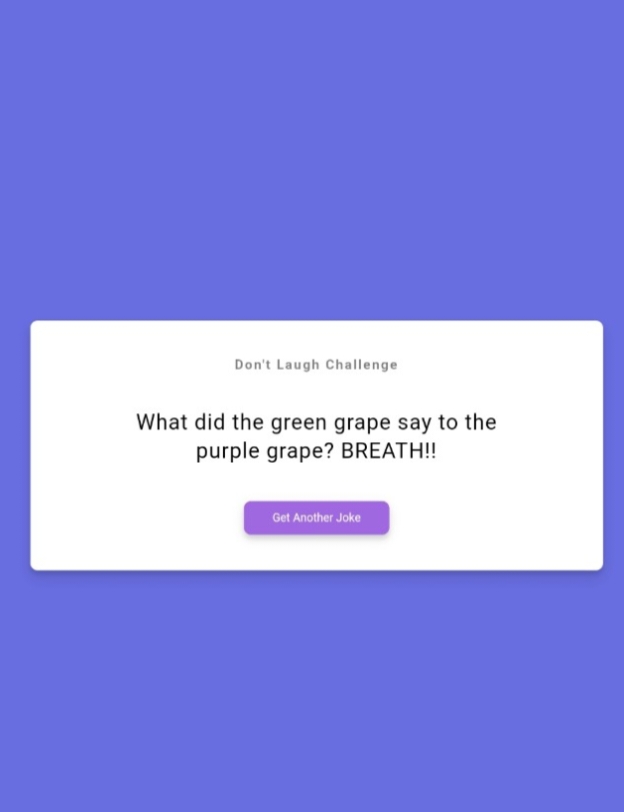 Don't Laugh Challenge
What did the green grape say to the
purple grape? BREATH!!
Get Another Joke